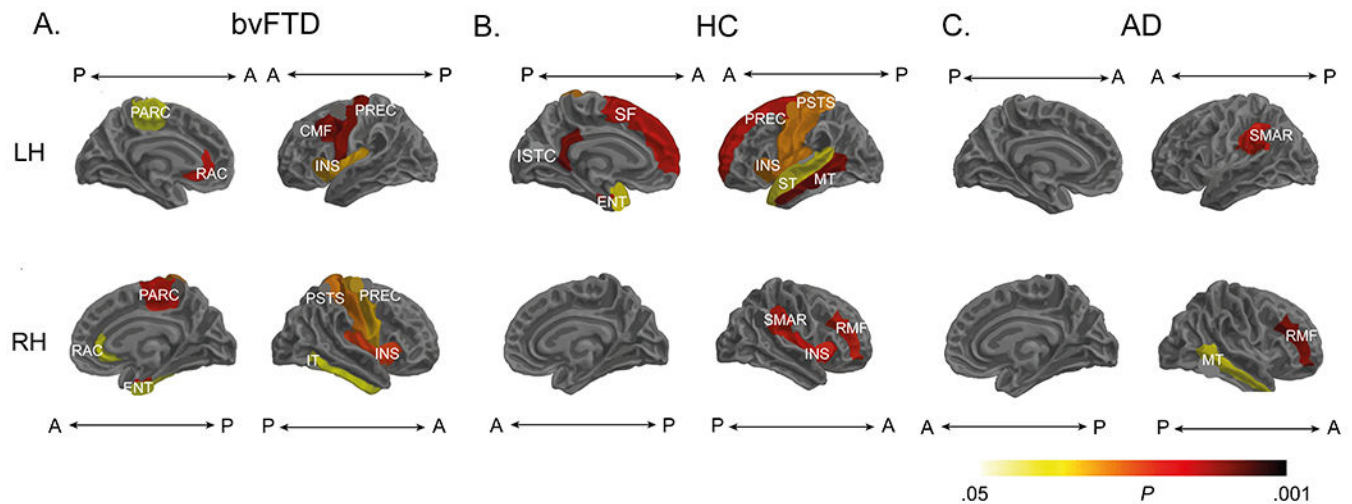 A. bvFTD B. HC C. AD
P A A P P A A P P A A P
LH
PARC RAC CMF PREC INS
ISTC SF ENT PREC PSTS INS ST MT
SMAR
RH
PARC RAC ENT PSTS PREC IT INS
SMAR RMF INS
MT RMF
A P P A A P P A A P P A
.05 P .001